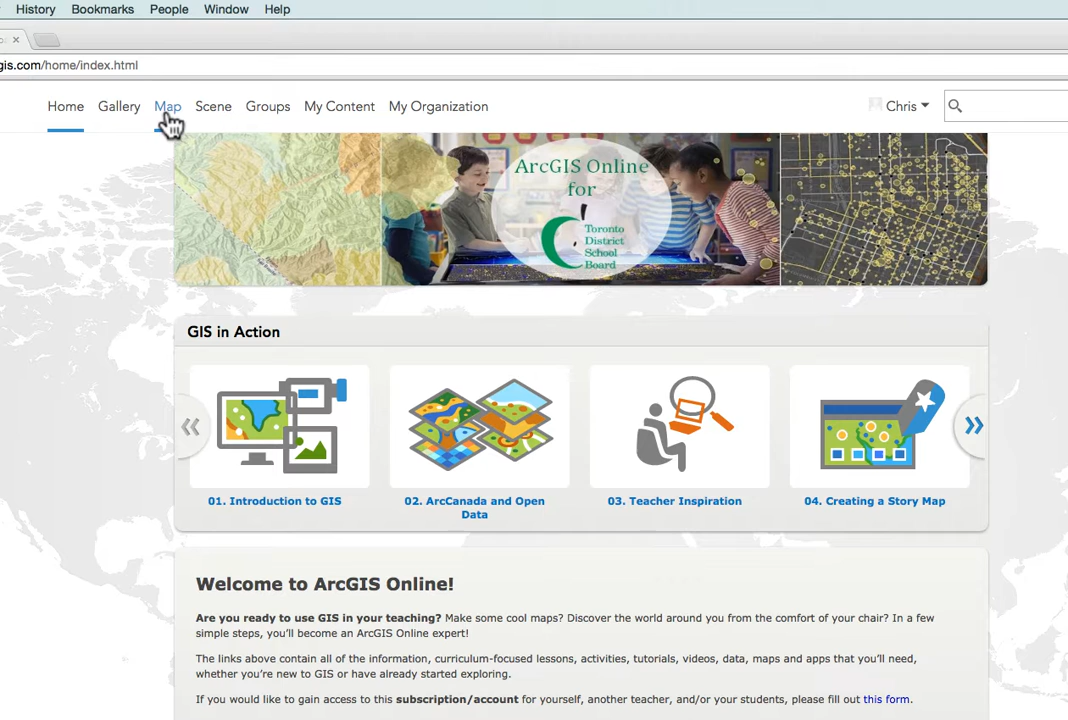 History Bookmarks People Window Help
gis.com/home/index.html
Home Gallery Map Scene Groups My Content My Organization Chris
ArcGIS Online
for
Toronto
District
School
Board
GIS in Action
01. Introduction to GIS
02. ArcCanada and Open
Data
03. Teacher Inspiration
04. Creating a Story Map
Welcome to ArcGIS Online!
Are you ready to use GIS in your teaching? Make some cool maps? Discover the world around you from the comfort of your chair? In a few
simple steps, you'll become an ArcGIS Online expert!
The links above contain all of the information, curriculum-focused lessons, activities, tutorials, videos, data, maps and apps that you'll need,
whether you're new to GIS or have already started exploring.
If you would like to gain access to this subscription/account for yourself, another teacher, and/or your students, please fill out this form.